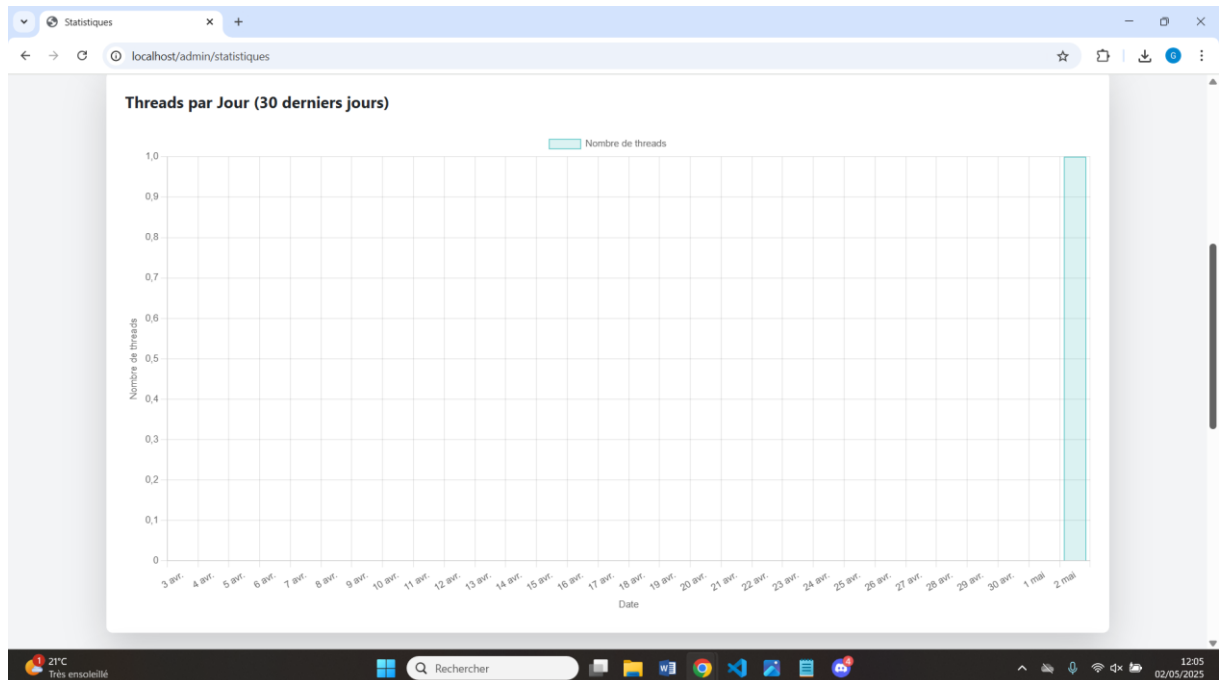 Statistiques
localhost/admin/statistiques
G
Threads par Jour (30 derniers jours)
Nombre de threads
1,0
0,9
0,8
0,7
0,6
0,5
0,4
0,3
0,2
0,1
0
Nombre de threads
3 avr. 4 avr. 5 avr. 6 avr. 7 avr. 8 avr. 9 avr. 10 avr. 11 avr. 12 avr. 13 avr. 14 avr. 15 avr. 16 avr. 17 avr. 18 avr. 19 avr. 20 avr. 21 avr. 22 avr. 23 avr. 24 avr. 25 avr. 26 avr. 27 avr. 28 avr. 29 avr. 30 avr. 1 mai 2 mai
Date
1
21°C
Très ensoleillé
Rechercher
W
4
12:05
02/05/2025